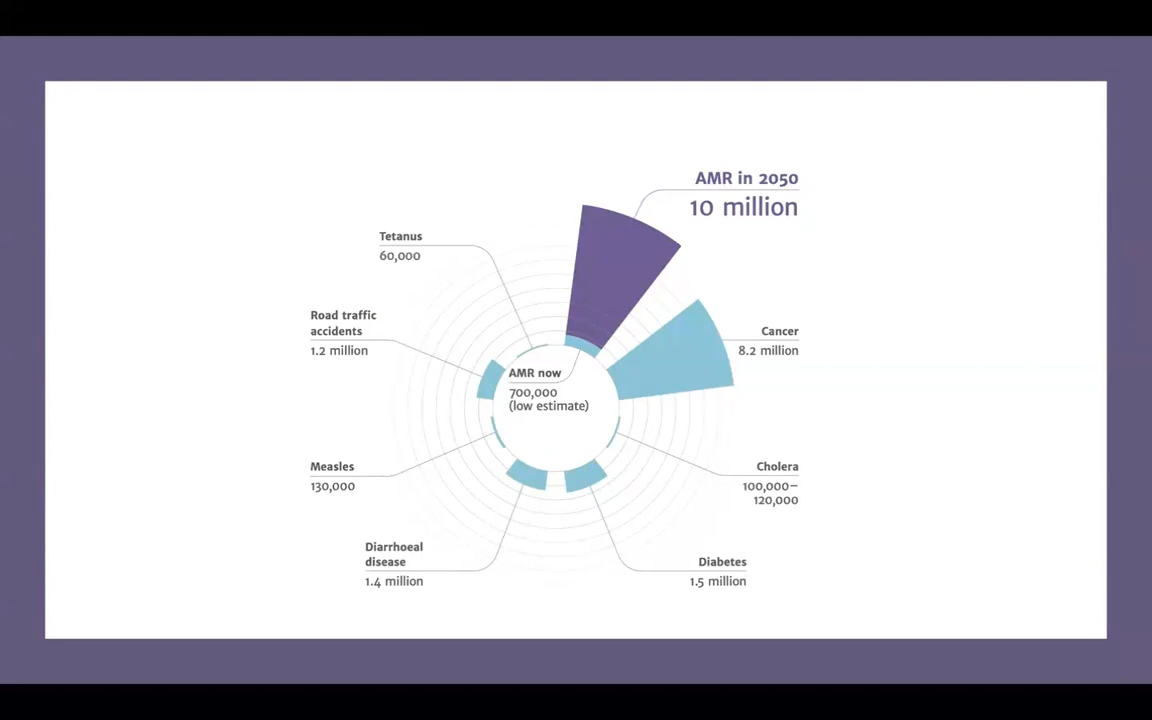 AMR in 2050
10 million
Tetanus
60,000
Road traffic
accidents
1.2 million
Cancer
8.2 million
AMR now
700,000
(low estimate)
Measles
130,000
Cholera
100,000–
120,000
Diarrhoeal
disease
1.4 million
Diabetes
1.5 million